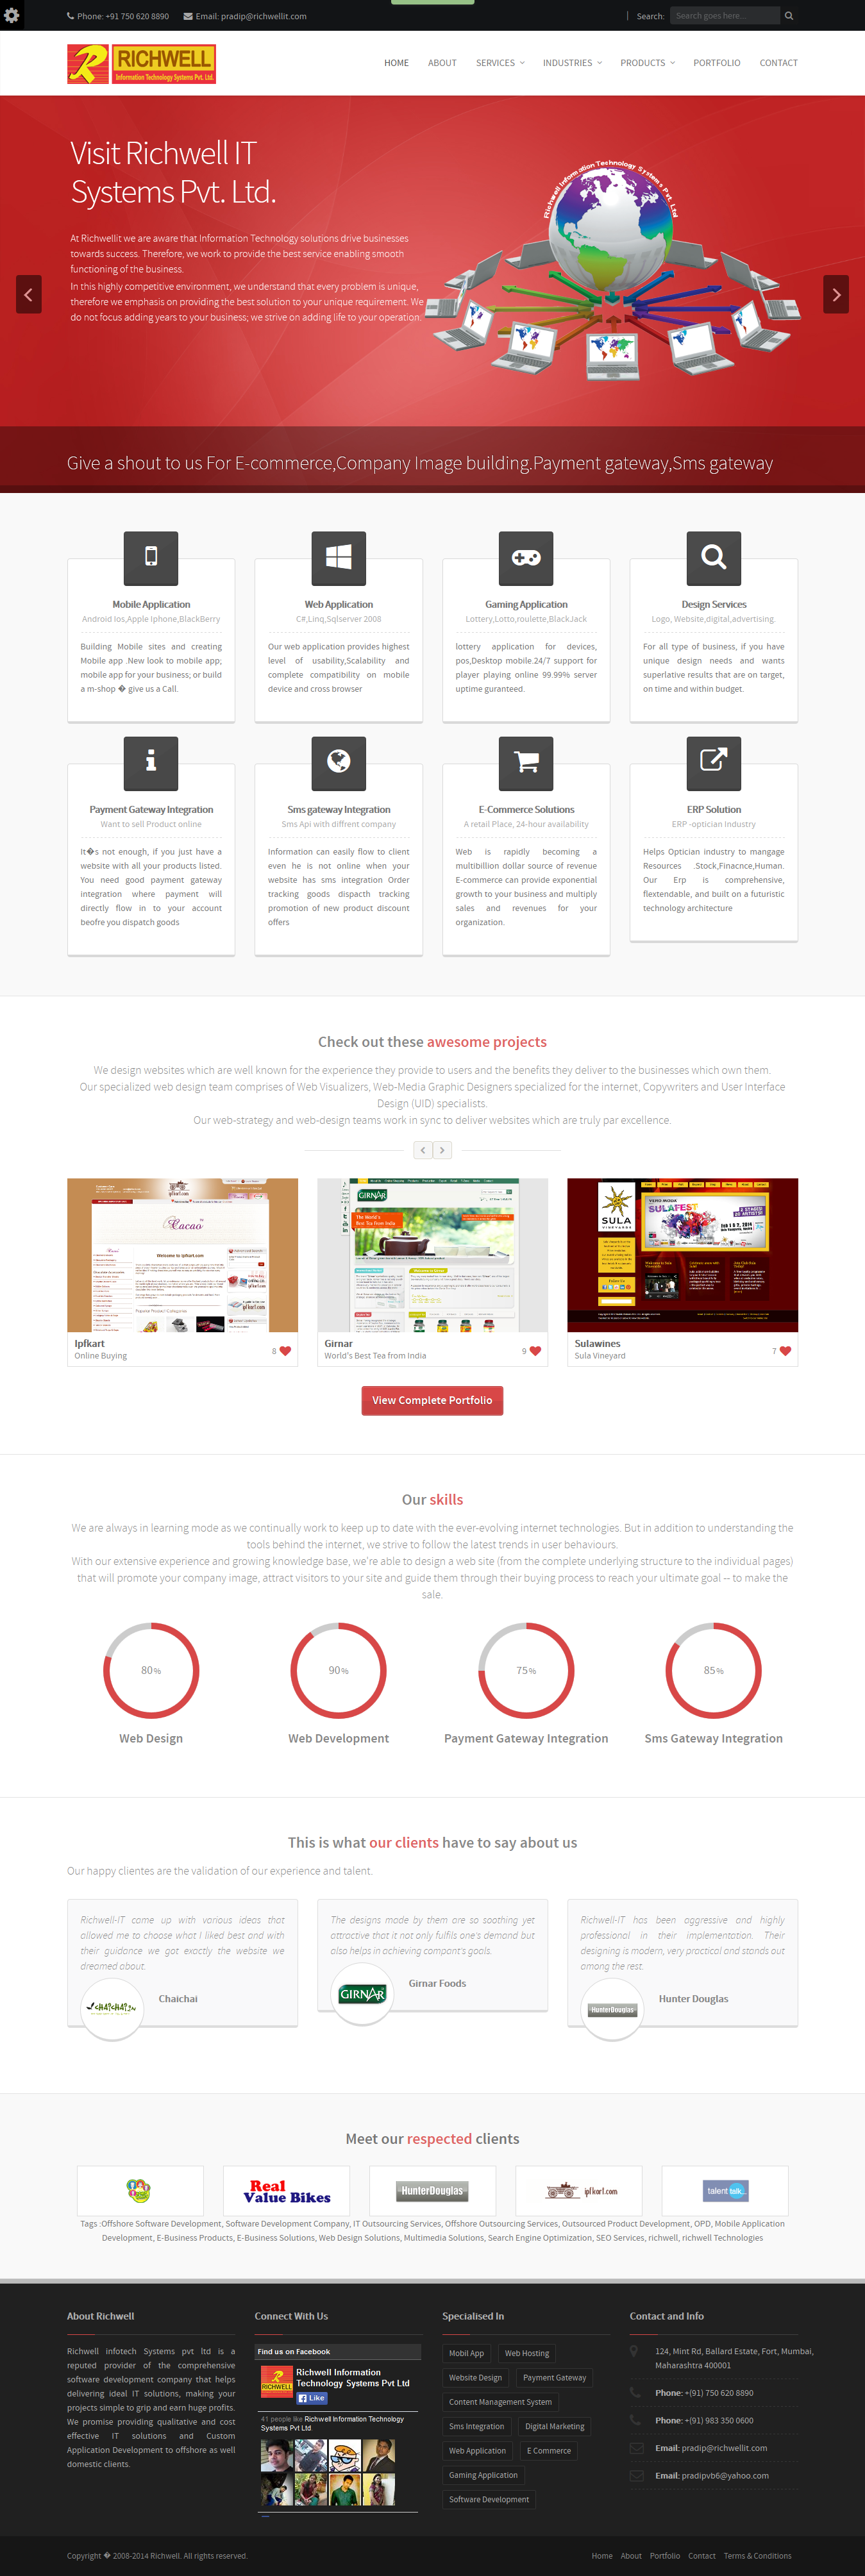 Phone: +91 750 620 8890
Email: pradip@richwellit.com
Search:
Search goes here...
RICHWELL
Information Technology Systems Pvt. Ltd.
HOME
ABOUT
SERVICES
INDUSTRIES
PRODUCTS
PORTFOLIO
CONTACT
Visit Richwell IT
Systems Pvt. Ltd.
Richwell Information Technology Systems Pvt. Ltd
At Richwellit we are aware that Information Technology solutions drive businesses
towards success. Therefore, we work to provide the best service enabling smooth
functioning of the business.
In this highly competitive environment, we understand that every problem is unique,
therefore we emphasis on providing the best solution to your unique requirement. We
do not focus adding years to your business; we strive on adding life to your operation.
Give a shout to us For E-commerce,Company Image building.Payment gateway,Sms gateway
Mobile Application
Android Ios,Apple Iphone,BlackBerry
Building Mobile sites and creating
Mobile app .New look to mobile app;
mobile app for your business; or build
a m-shop � give us a Call.
Web Application
C#,Linq,Sqlserver 2008
Our web application provides highest
level of usability,Scalability and
complete compatibility on mobile
device and cross browser
Gaming Application
Lottery,Lotto,roulette,BlackJack
lottery application for devices,
pos,Desktop mobile.24/7 support for
player playing online 99.99% server
uptime guranteed.
Design Services
Logo, Website,digital,advertising.
For all type of business, if you have
unique design needs and wants
superlative results that are on target,
on time and within budget.
Payment Gateway Integration
Want to sell Product online
It�s not enough, if you just have a
website with all your products listed.
You need good payment gateway
integration where payment will
directly flow in to your account
beofre you dispatch goods
Sms gateway Integration
Sms Api with diffrent company
Information can easily flow to client
even he is not online when your
website has sms integration Order
tracking goods dispacth tracking
promotion of new product discount
offers
E-Commerce Solutions
A retail Place, 24-hour availability
Web is rapidly becoming a
multibillion dollar source of revenue
E-commerce can provide exponential
growth to your business and multiply
sales and revenues for your
organization.
ERP Solution
ERP -optician Industry
Helps Optician industry to mangage
Resources .Stock,Finacnce,Human.
Our Erp is comprehensive,
flextendable, and built on a futuristic
technology architecture
Check out these awesome projects
We design websites which are well known for the experience they provide to users and the benefits they deliver to the businesses which own them.
Our specialized web design team comprises of Web Visualizers, Web-Media Graphic Designers specialized for the internet, Copywriters and User Interface
Design (UID) specialists.
Our web-strategy and web-design teams work in sync to deliver websites which are truly par excellence.
Cacao
Welcome to ipfkart.com
GIRNAR
The World's
Best Tea from India
SULA
VINEYARDS
SULAFEST
Ipfkart
Online Buying
8
Girnar
World's Best Tea from India
9
Sulawines
Sula Vineyard
7
View Complete Portfolio
Our skills
We are always in learning mode as we continually work to keep up to date with the ever-evolving internet technologies. But in addition to understanding the
tools behind the internet, we strive to follow the latest trends in user behaviours.
With our extensive experience and growing knowledge base, we're able to design a web site (from the complete underlying structure to the individual pages)
that will promote your company image, attract visitors to your site and guide them through their buying process to reach your ultimate goal -- to make the
sale.
80%
90%
75%
85%
Web Design
Web Development
Payment Gateway Integration
Sms Gateway Integration
This is what our clients have to say about us
Our happy clientes are the validation of our experience and talent.
Richwell-IT came up with various ideas that
allowed me to choose what I liked best and with
their guidance we got exactly the website we
dreamed about.
Chaichai
The designs made by them are so soothing yet
attractive that it not only fulfils one's demand but
also helps in achieving compant's goals.
GIRNAR
Girnar Foods
Richwell-IT has been aggressive and highly
professional in their implementation. Their
designing is modern, very practical and stands out
among the rest.
HunterDouglas
Hunter Douglas
Meet our respected clients
Real
Value Bikes
HunterDouglas
ipfkart.com
talent talk
Tags :Offshore Software Development, Software Development Company, IT Outsourcing Services, Offshore Outsourcing Services, Outsourced Product Development, OPD, Mobile Application
Development, E-Business Products, E-Business Solutions, Web Design Solutions, Multimedia Solutions, Search Engine Optimization, SEO Services, richwell, richwell Technologies
About Richwell
Richwell infotech Systems pvt ltd is a
reputed provider of the comprehensive
software development company that helps
delivering ideal IT solutions, making your
projects simple to grip and earn huge profits.
We promise providing qualitative and cost
effective IT solutions and Custom
Application Development to offshore as well
domestic clients.
Connect With Us
Find us on Facebook
RICHWELL
Richwell Information
Technology Systems Pvt Ltd
Like
41 people like Richwell Information Technology
Systems Pvt Ltd.
Specialised In
Mobil App
Web Hosting
Website Design
Payment Gateway
Content Management System
Sms Integration
Digital Marketing
Web Application
E Commerce
Gaming Application
Software Development
Contact and Info
124, Mint Rd, Ballard Estate, Fort, Mumbai,
Maharashtra 400001
Phone: +(91) 750 620 8890
Phone: +(91) 983 350 0600
Email: pradip@richwellit.com
Email: pradipvb6@yahoo.com
Copyright � 2008-2014 Richwell. All rights reserved.
Home
About
Portfolio
Contact
Terms & Conditions